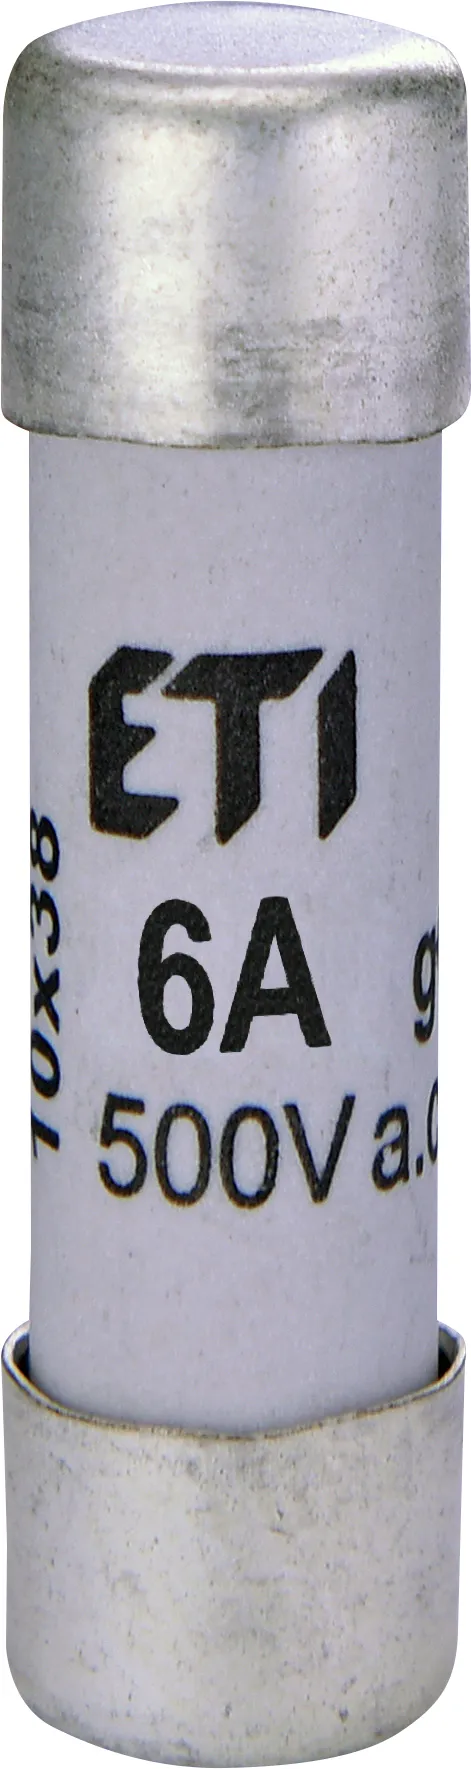 ETI
6A
500V a.c
10x38